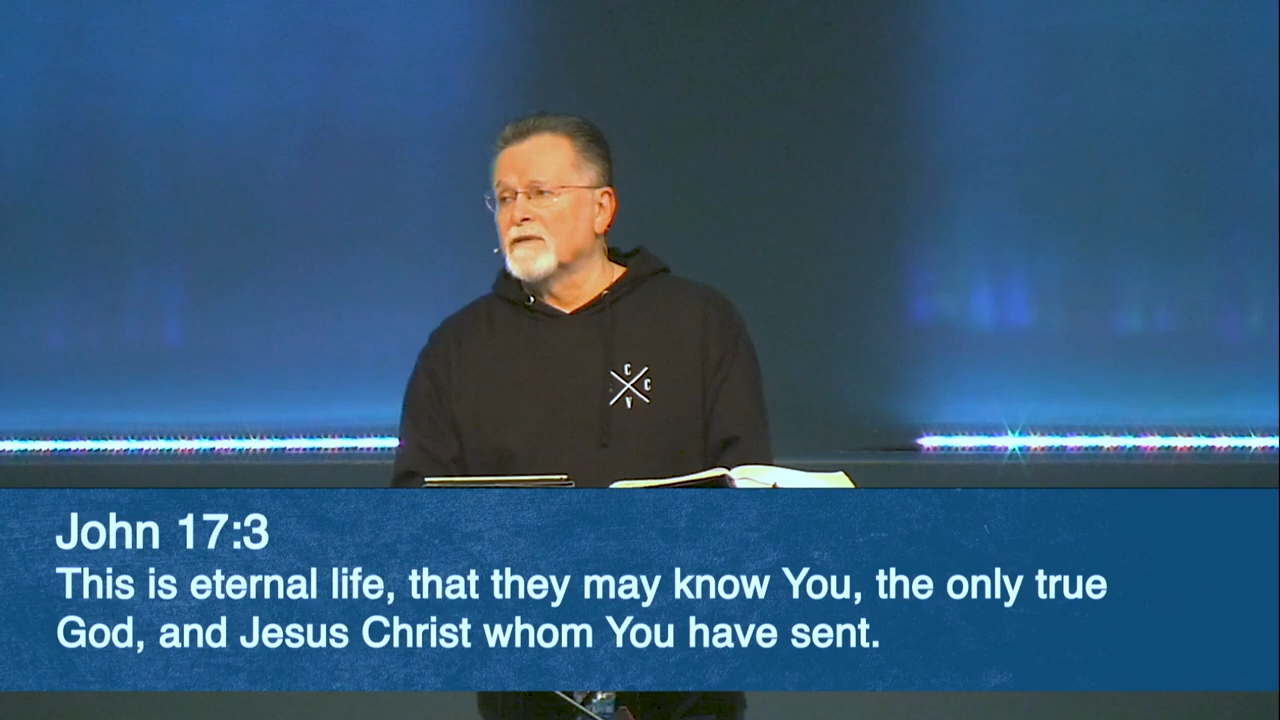 C
C
V
John 17:3
This is eternal life, that they may know You, the only true
God, and Jesus Christ whom You have sent.